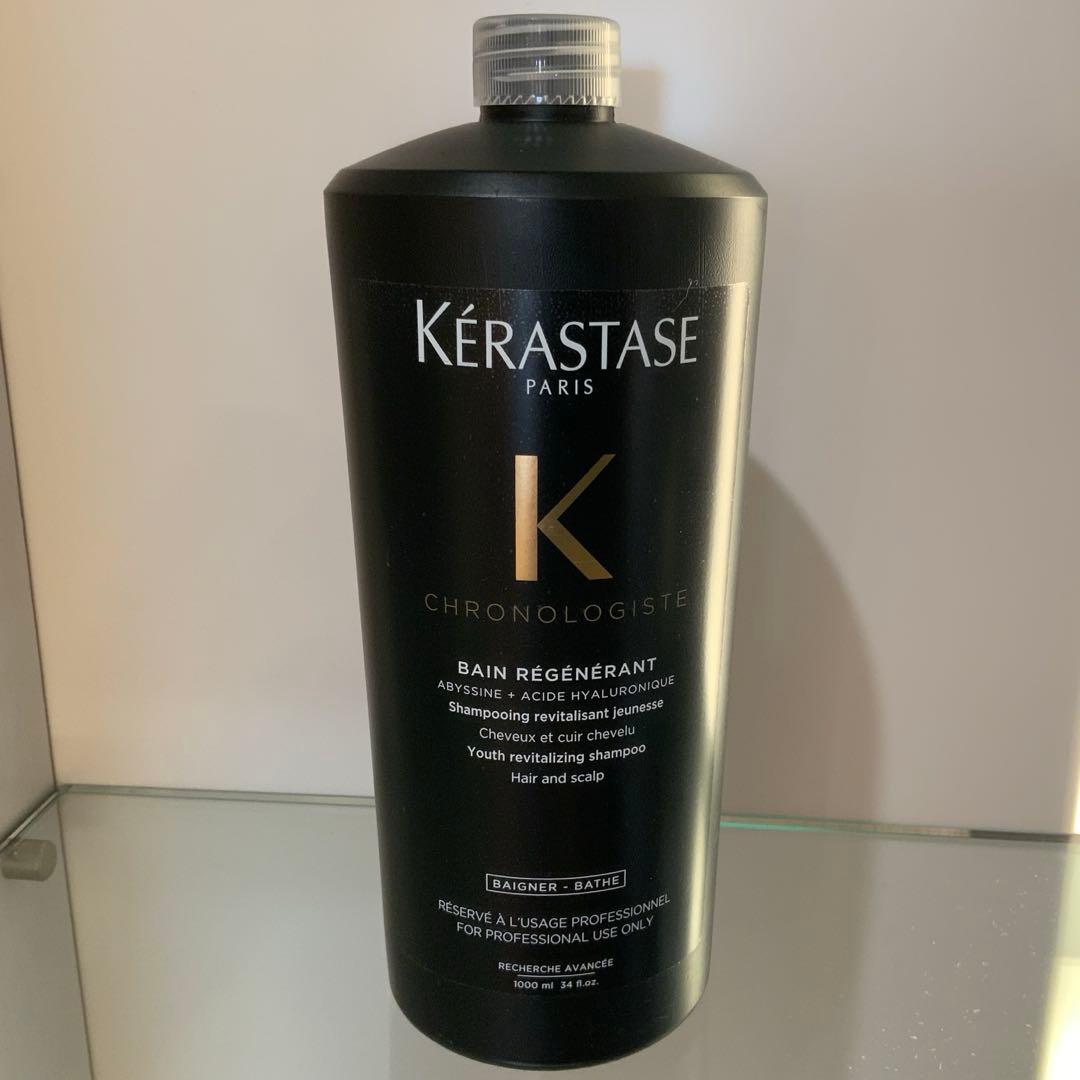 KÉRASTASE
PARIS
K
CHRONOLOGISTE
BAIN RÉGÉNÉRANT
ABYSSINE + ACIDE HYALURONIQUE
Shampooing revitalisant jeunesse
Cheveux et cuir chevelu
Youth revitalizing shampoo
Hair and scalp
BAIGNER - BATHE
RÉSERVÉ À L'USAGE PROFESSIONNEL
FOR PROFESSIONAL USE ONLY
RECHERCHE AVANCÉE
1000 ml 34 fl.oz.